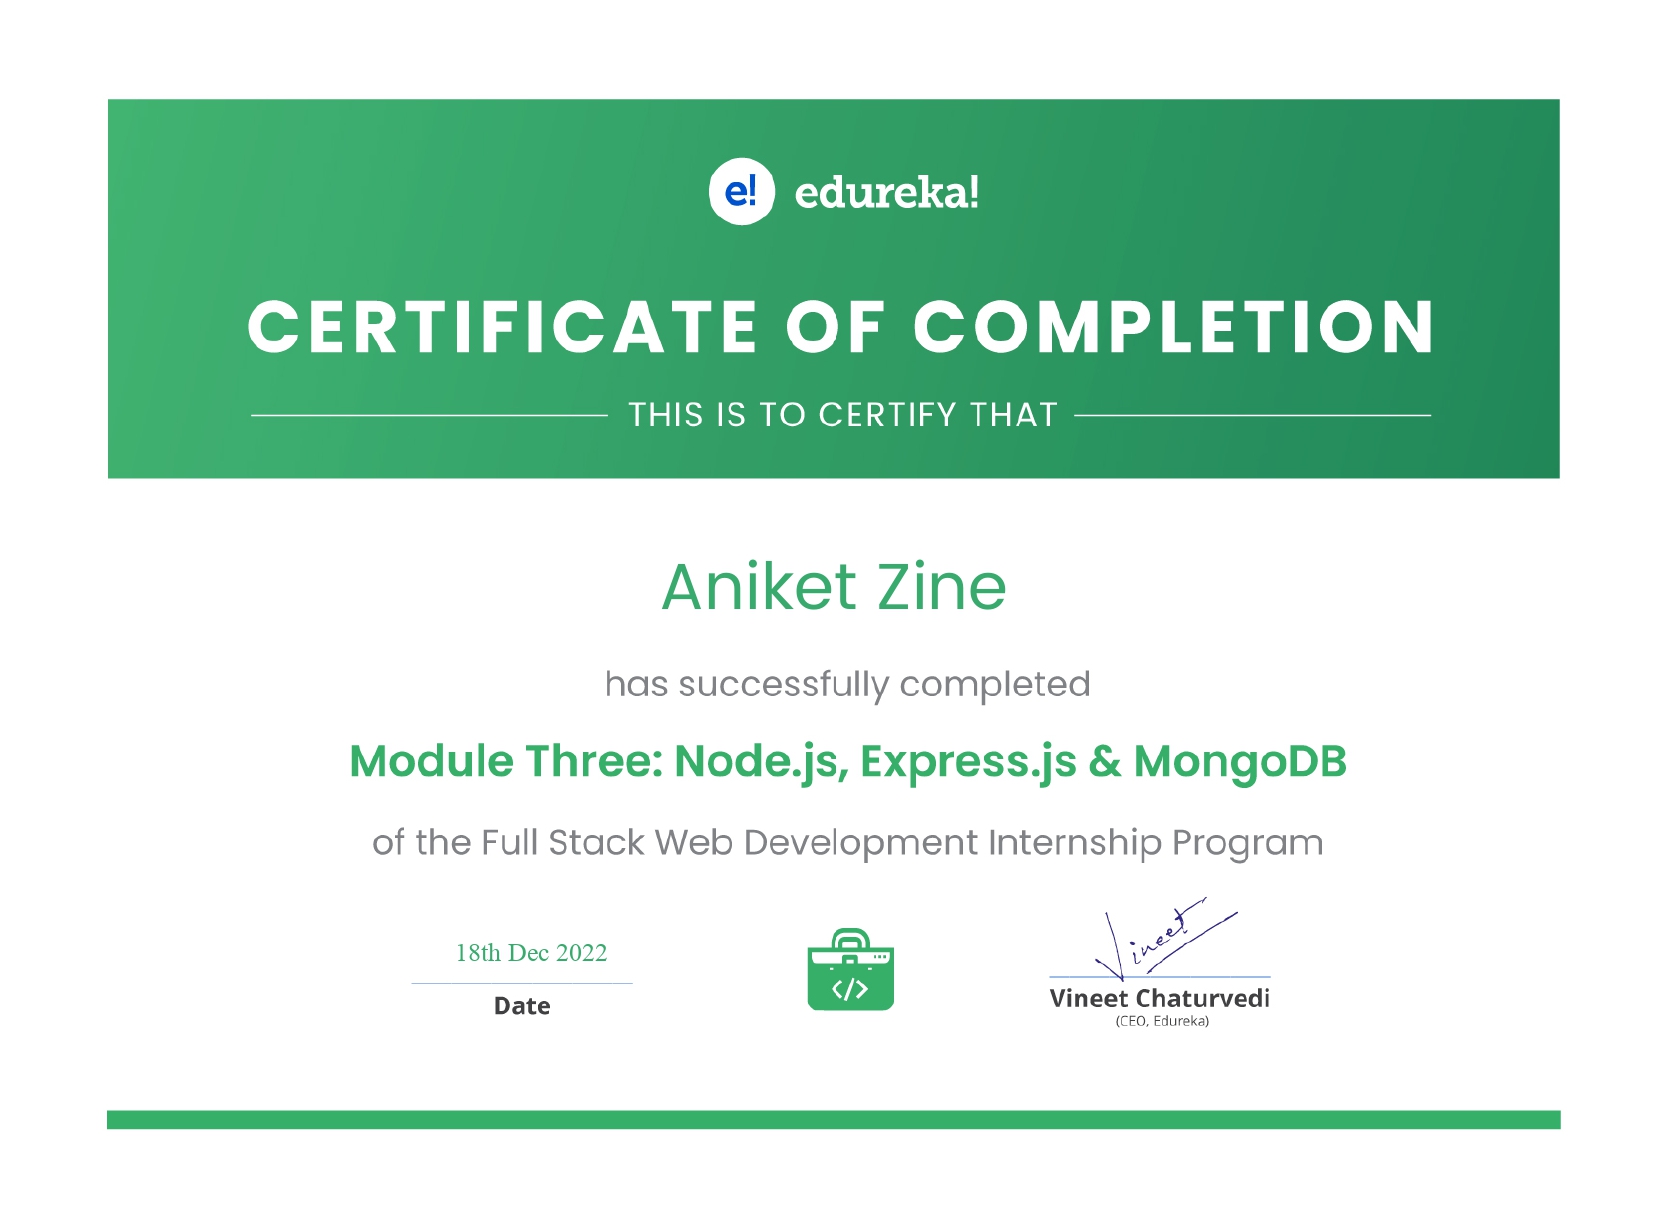 e! edureka!
CERTIFICATE OF COMPLETION
THIS IS TO CERTIFY THAT
Aniket Zine
has successfully completed
Module Three: Node.js, Express.js & MongoDB
of the Full Stack Web Development Internship Program
Vineet
18th Dec 2022
</>
Date
Vineet Chaturvedi
(CEO, Edureka)